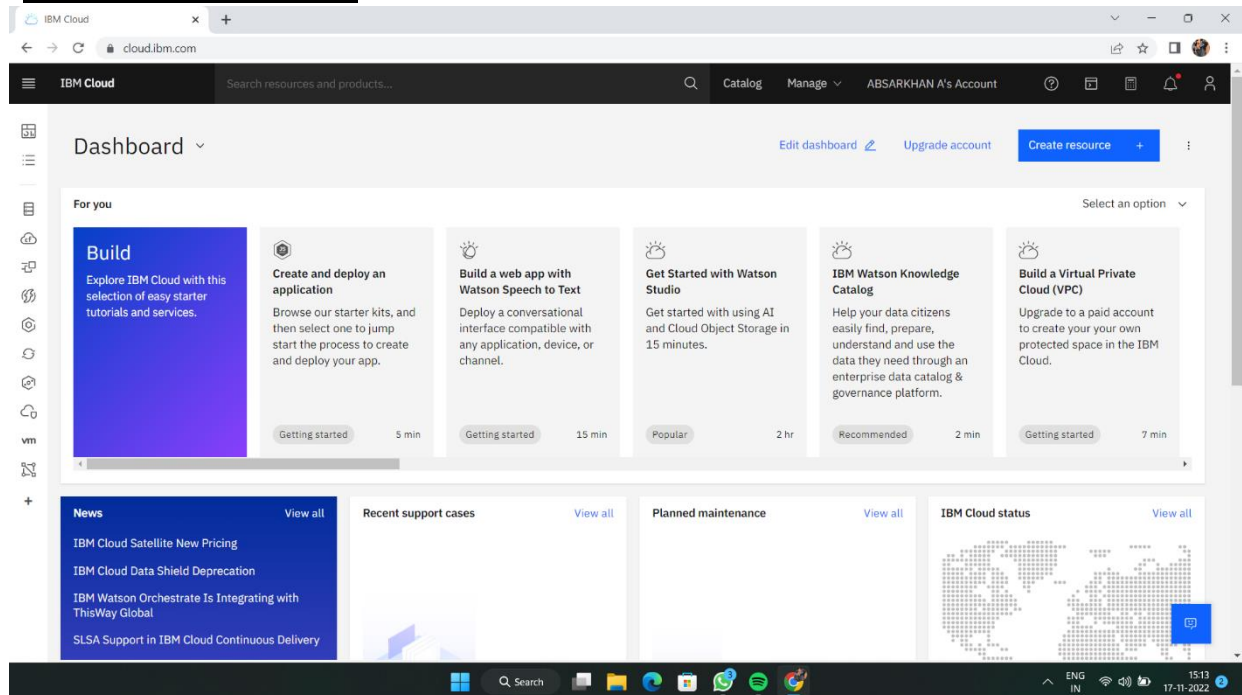 IBM Cloud
cloud.ibm.com
IBM Cloud
Search resources and products...
Catalog
Manage
ABSARKHAN A's Account
Dashboard
Edit dashboard
Upgrade account
Create resource +
For you
Select an option
Build
Explore IBM Cloud with this
selection of easy starter
tutorials and services.
Create and deploy an
application
Browse our starter kits, and
then select one to jump
start the process to create
and deploy your app.
Getting started
5 min
Build a web app with
Watson Speech to Text
Deploy a conversational
interface compatible with
any application, device, or
channel.
Getting started
15 min
Get Started with Watson
Studio
Get started with using AI
and Cloud Object Storage in
15 minutes.
Popular
2 hr
IBM Watson Knowledge
Catalog
Help your data citizens
easily find, prepare,
understand and use the
data they need through an
enterprise data catalog &
governance platform.
Recommended
2 min
Build a Virtual Private
Cloud (VPC)
Upgrade to a paid account
to create your your own
protected space in the IBM
Cloud.
Getting started
7 min
vm
News
View all
IBM Cloud Satellite New Pricing
IBM Cloud Data Shield Deprecation
IBM Watson Orchestrate Is Integrating with
ThisWay Global
SLSA Support in IBM Cloud Continuous Delivery
Recent support cases
View all
Planned maintenance
View all
IBM Cloud status
View all
Search
ENG
IN
15:13
17-11-2022
2